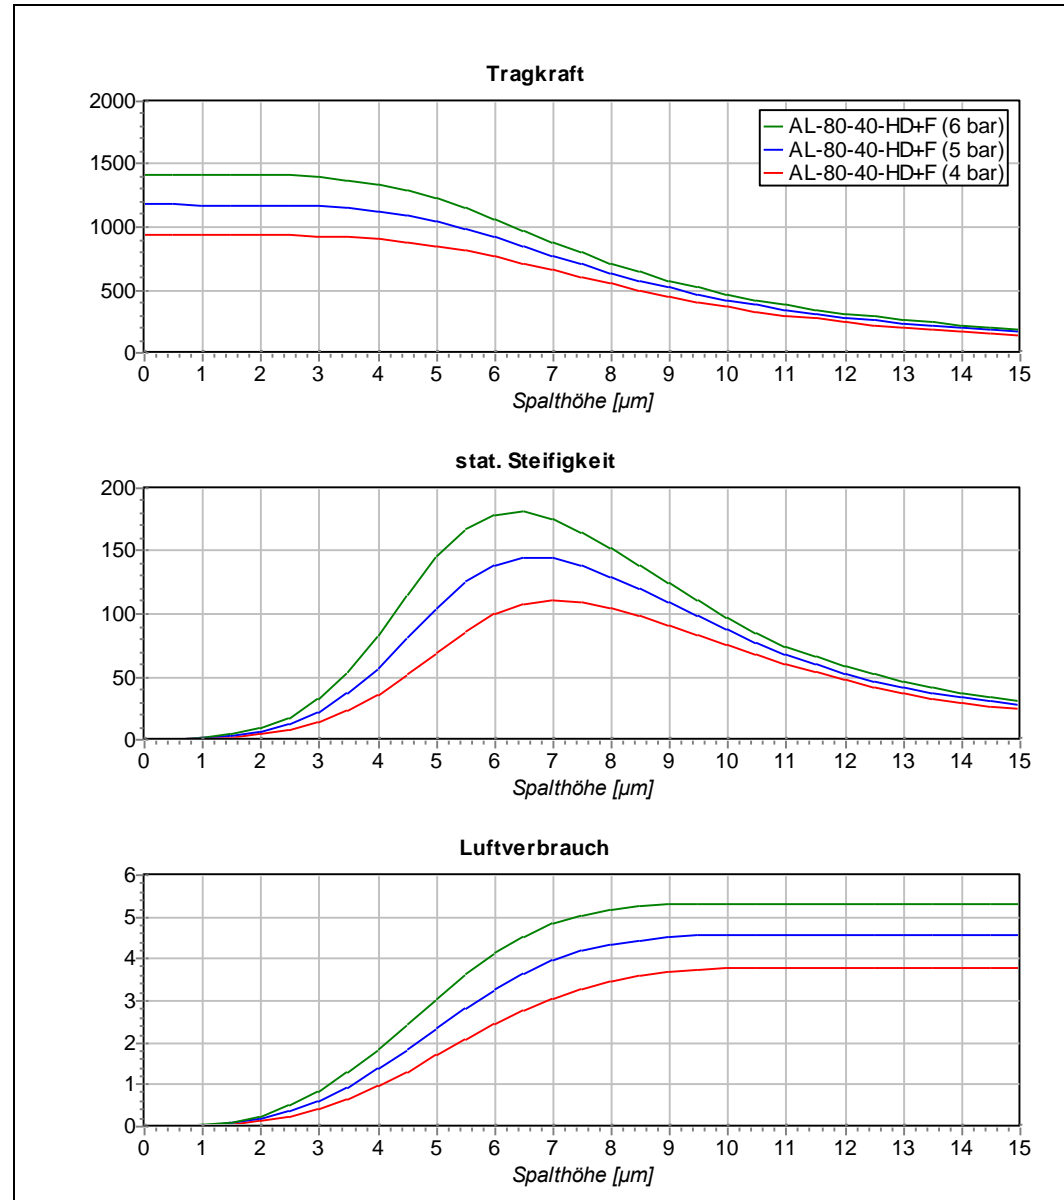 Tragkraft
2000
1500
1000
500
0
AL-80-40-HD+F (6 bar)
AL-80-40-HD+F (5 bar)
AL-80-40-HD+F (4 bar)
0 1 2 3 4 5 6 7 8 9 10 11 12 13 14 15
Spalthöhe [µm]
stat. Steifigkeit
200
150
100
50
0
0 1 2 3 4 5 6 7 8 9 10 11 12 13 14 15
Spalthöhe [µm]
Luftverbrauch
6
5
4
3
2
1
0
0 1 2 3 4 5 6 7 8 9 10 11 12 13 14 15
Spalthöhe [µm]